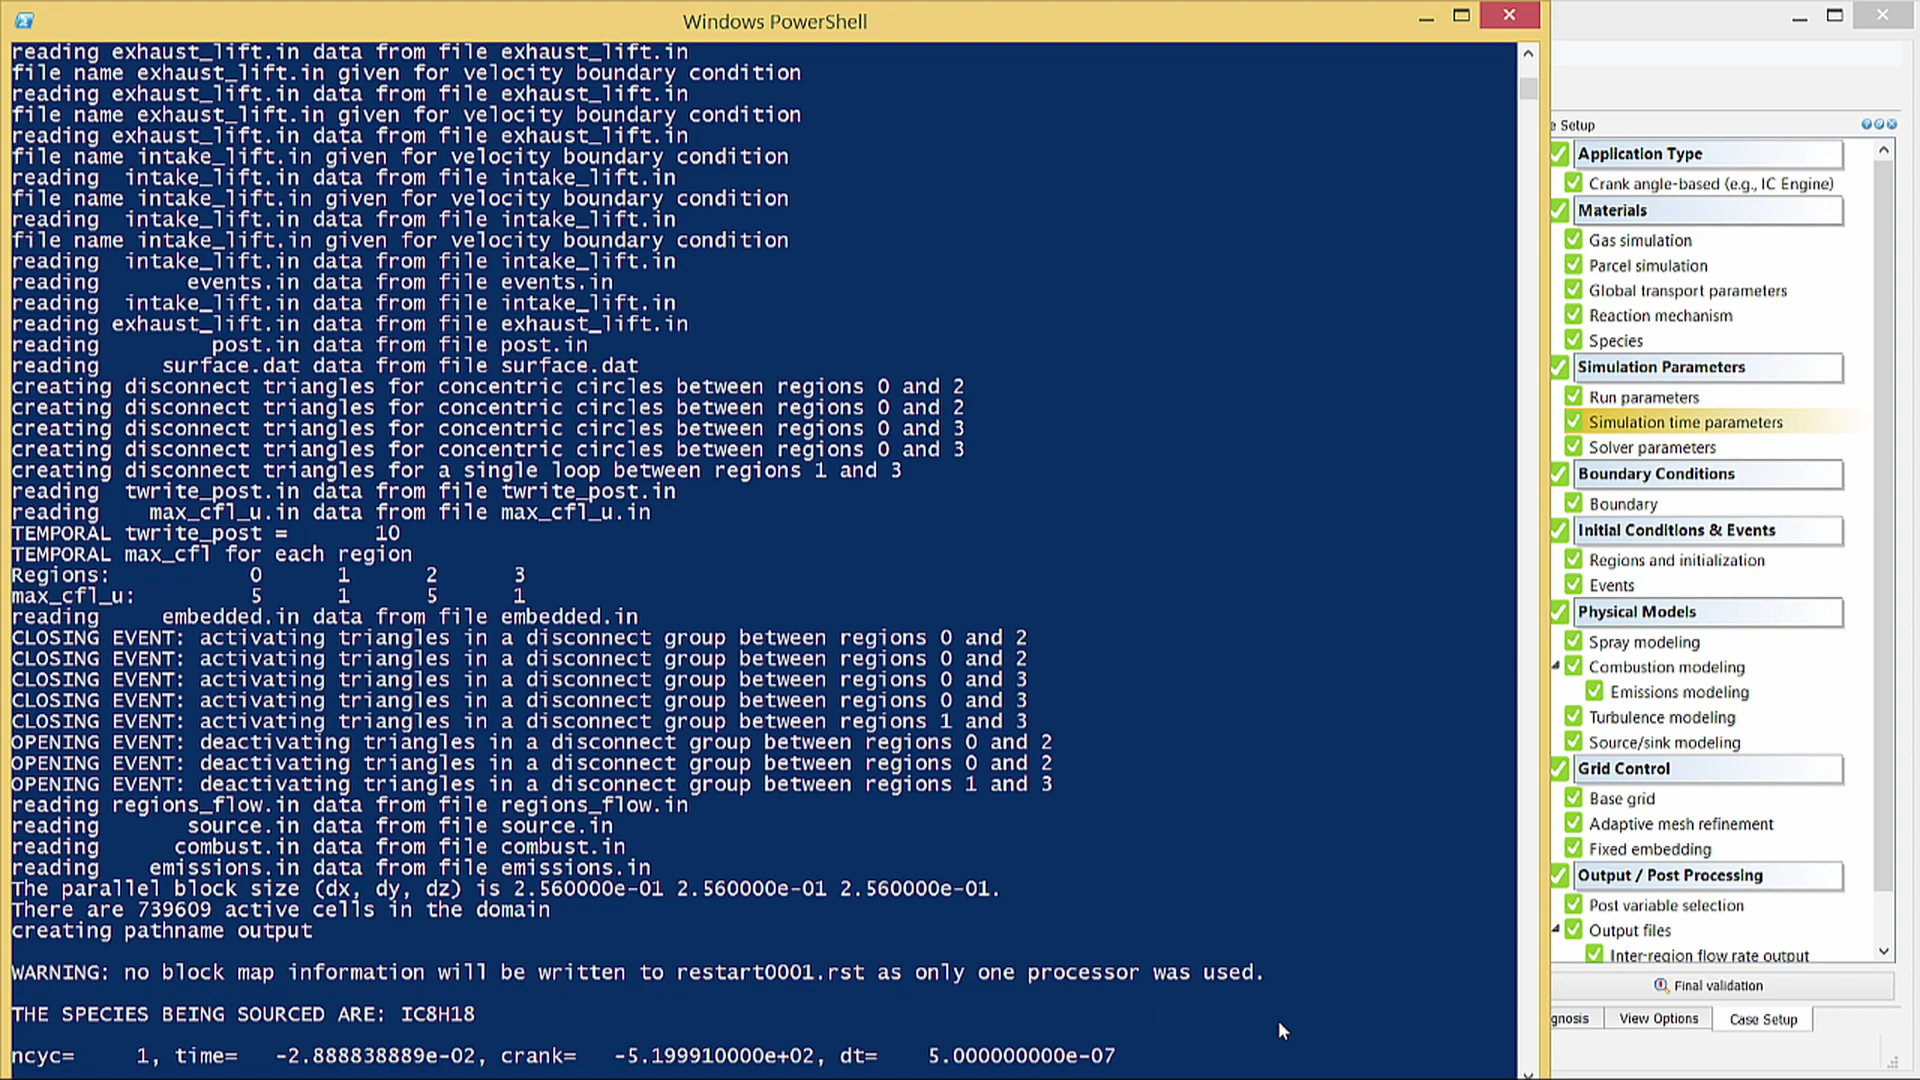 Windows PowerShell
reading exhaust_lift.in data from file exhaust_lift.in
file name exhaust_lift.in given for velocity boundary condition
reading exhaust_lift.in data from file exhaust_lift.in
file name exhaust_lift.in given for velocity boundary condition
reading exhaust_lift.in data from file exhaust_lift.in
file name intake_lift.in given for velocity boundary condition
reading  intake_lift.in data from file intake_lift.in
file name intake_lift.in given for velocity boundary condition
reading  intake_lift.in data from file intake_lift.in
file name intake_lift.in given for velocity boundary condition
reading  intake_lift.in data from file intake_lift.in
reading       events.in data from file events.in
reading  intake_lift.in data from file intake_lift.in
reading exhaust_lift.in data from file exhaust_lift.in
reading         post.in data from file post.in
reading     surface.dat data from file surface.dat
creating disconnect triangles for concentric circles between regions 0 and 2
creating disconnect triangles for concentric circles between regions 0 and 2
creating disconnect triangles for concentric circles between regions 0 and 3
creating disconnect triangles for concentric circles between regions 0 and 3
creating disconnect triangles for a single loop between regions 1 and 3
reading  twrite_post.in data from file twrite_post.in
reading    max_cfl_u.in data from file max_cfl_u.in
TEMPORAL twrite_post =       10
TEMPORAL max_cfl for each region
Regions:           0      1      2      3
max_cfl_u:         5      1      5      1
reading     embedded.in data from file embedded.in
CLOSING EVENT: activating triangles in a disconnect group between regions 0 and 2
CLOSING EVENT: activating triangles in a disconnect group between regions 0 and 2
CLOSING EVENT: activating triangles in a disconnect group between regions 0 and 3
CLOSING EVENT: activating triangles in a disconnect group between regions 0 and 3
CLOSING EVENT: activating triangles in a disconnect group between regions 1 and 3
OPENING EVENT: deactivating triangles in a disconnect group between regions 0 and 2
OPENING EVENT: deactivating triangles in a disconnect group between regions 0 and 2
OPENING EVENT: deactivating triangles in a disconnect group between regions 1 and 3
reading regions_flow.in data from file regions_flow.in
reading       source.in data from file source.in
reading      combust.in data from file combust.in
reading    emissions.in data from file emissions.in
The parallel block size (dx, dy, dz) is 2.560000e-01 2.560000e-01 2.560000e-01.
There are 739609 active cells in the domain
creating pathname output
WARNING: no block map information will be written to restart0001.rst as only one processor was used.
THE SPECIES BEING SOURCED ARE: IC8H18
ncyc=     1, time=   -2.888838889e-02, crank=   -5.199910000e+02, dt=    5.000000000e-07
e Setup
Application Type
Crank angle-based (e.g., IC Engine)
Materials
Gas simulation
Parcel simulation
Global transport parameters
Reaction mechanism
Species
Simulation Parameters
Run parameters
Simulation time parameters
Solver parameters
Boundary Conditions
Boundary
Initial Conditions & Events
Regions and initialization
Events
Physical Models
Spray modeling
Combustion modeling
Emissions modeling
Turbulence modeling
Source/sink modeling
Grid Control
Base grid
Adaptive mesh refinement
Fixed embedding
Output / Post Processing
Post variable selection
Output files
Inter-region flow rate output
Final validation
gnosis
View Options
Case Setup